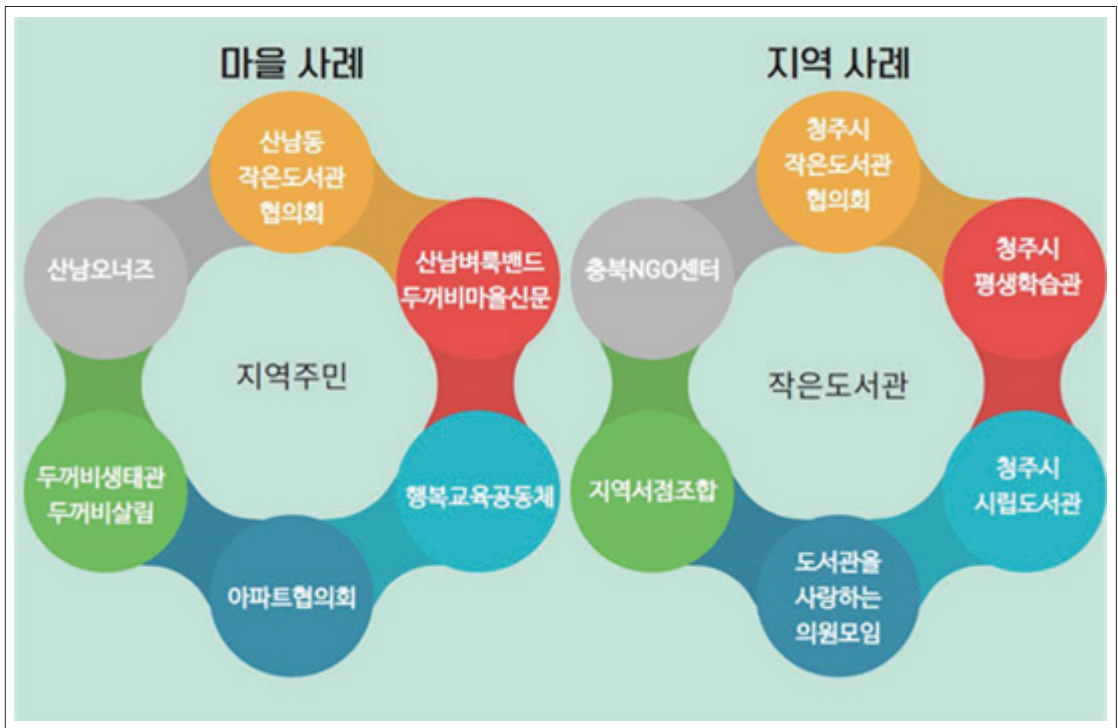 마을 사례
산남동
작은도서관
협의회
산남벼룩밴드
두꺼비마을신문
행복교육공동체
아파트협의회
두꺼비생태관
두꺼비살림
산남오너즈
지역주민
지역 사례
청주시
작은도서관
협의회
청주시
평생학습관
청주시
시립도서관
도서관을
사랑하는
의원모임
지역서점조합
충북NGO센터
작은도서관